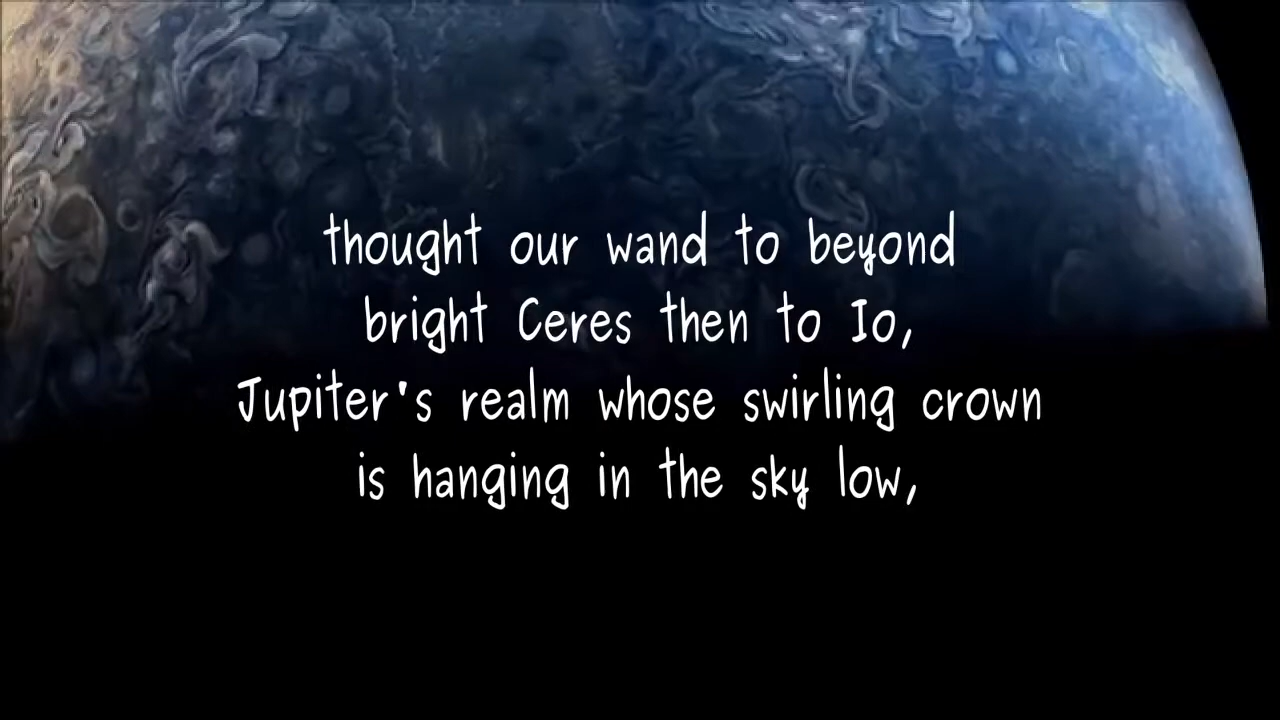 thought our wand to beyond
bright Ceres then to Io,
Jupiter's realm whose swirling crown
is hanging in the sky low,